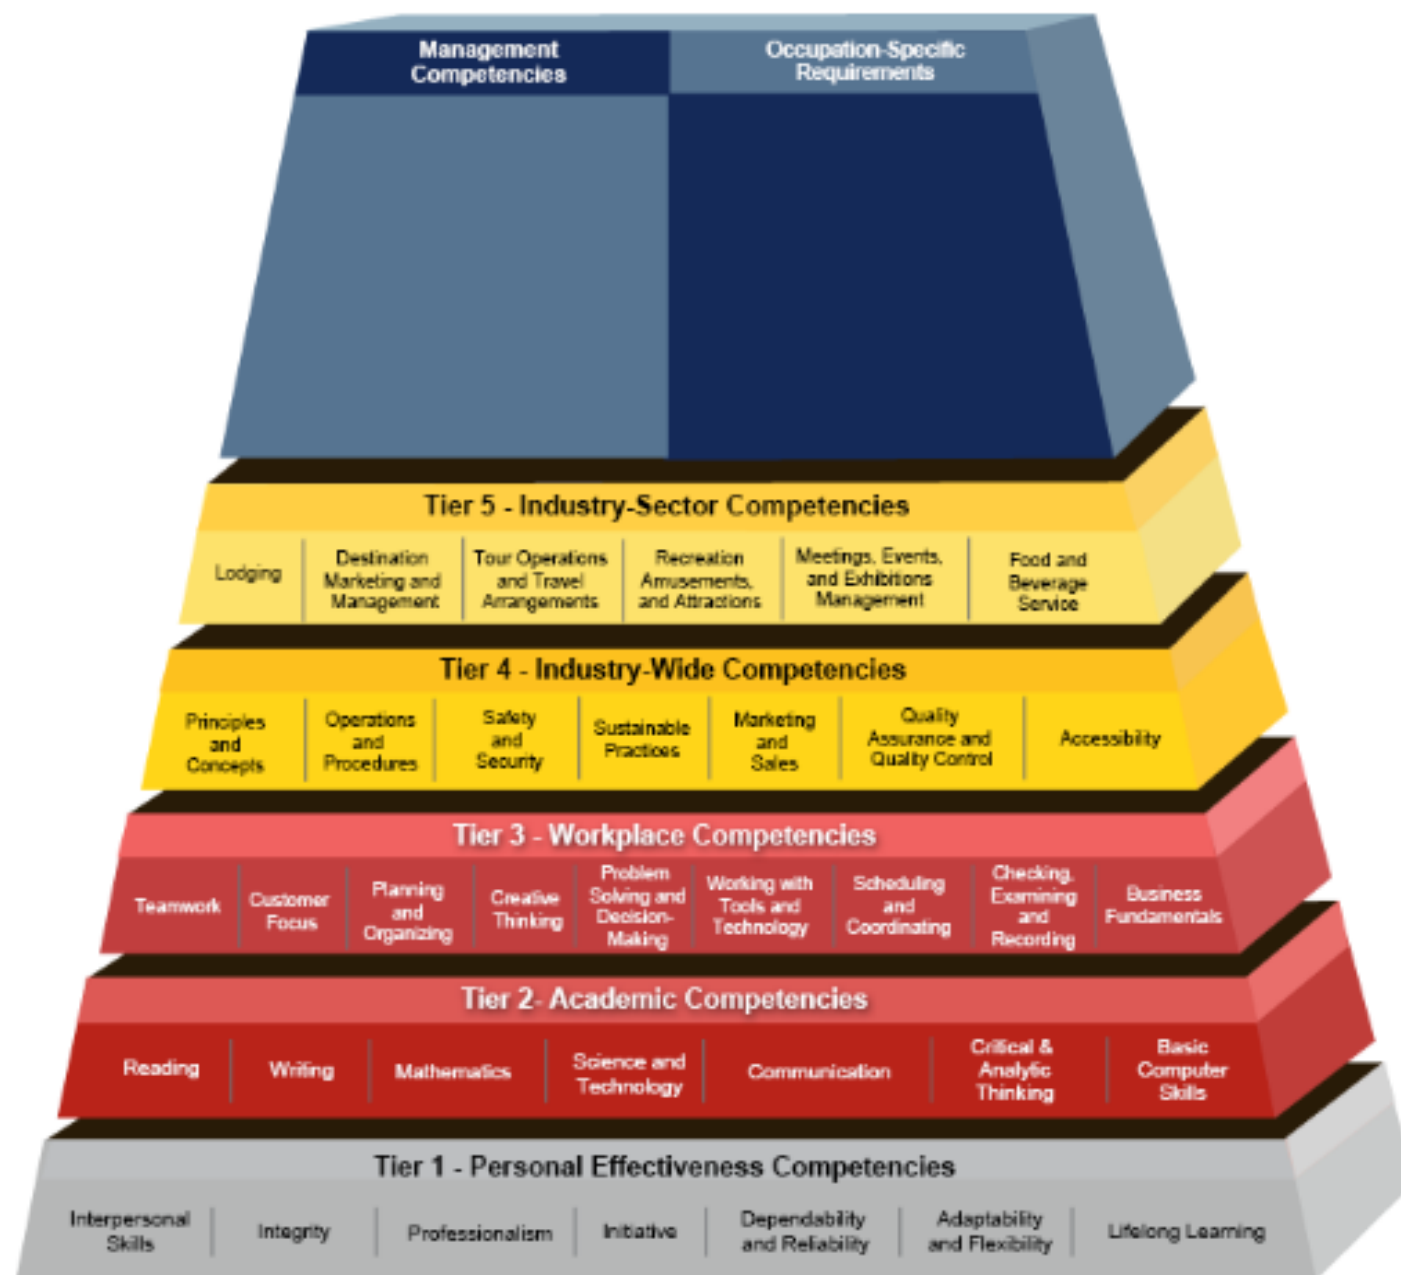 Management
Competencies
Occupation-Specific
Requirements
Tier 5 - Industry-Sector Competencies
Lodging
Destination
Marketing and
Management
Tour Operations
and Travel
Arrangements
Recreation
Amusements,
and Attractions
Meetings, Events,
and Exhibitions
Management
Food and
Beverage
Service
Tier 4 - Industry-Wide Competencies
Principles
and
Concepts
Operations
and
Procedures
Safety
and
Security
Sustainable
Practices
Marketing
and
Sales
Quality
Assurance and
Quality Control
Accessibility
Tier 3 - Workplace Competencies
Teamwork
Customer
Focus
Planning
and
Organizing
Creative
Thinking
Problem
Solving and
Decision-
Making
Working with
Tools and
Technology
Scheduling
and
Coordinating
Checking,
Examining
and
Recording
Business
Fundamentals
Tier 2- Academic Competencies
Reading
Writing
Mathematics
Science and
Technology
Communication
Critical &
Analytic
Thinking
Basic
Computer
Skills
Tier 1 - Personal Effectiveness Competencies
Interpersonal
Skills
Integrity
Professionalism
Initiative
Dependability
and Reliability
Adaptability
and Flexibility
Lifelong Learning